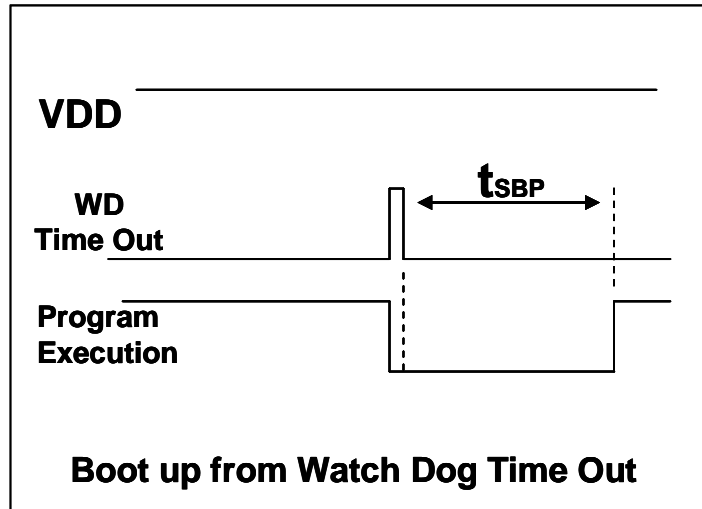 VDD
WD
Time Out
tSBP
Program
Execution
Boot up from Watch Dog Time Out